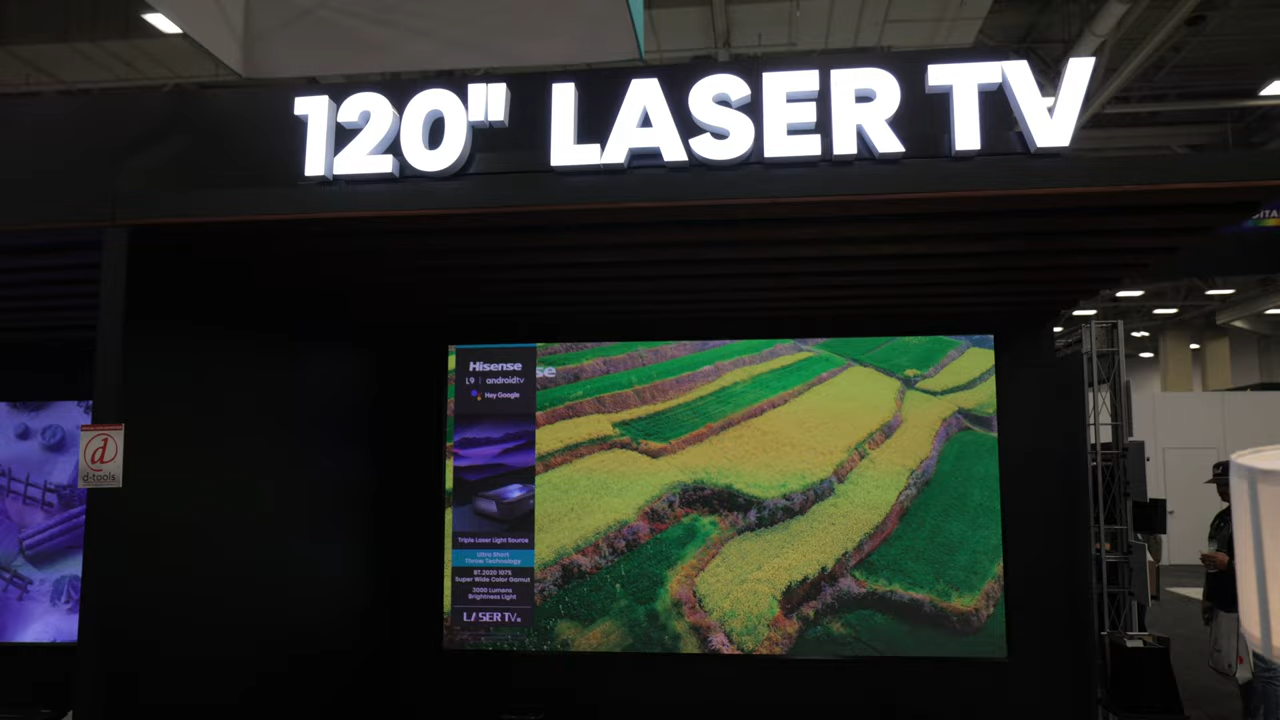 120" LASER TV
Hisense
L9 | androidtv
Hey Google
se
Triple Laser Light Source
Ultra Short
Throw Technology
BT.2020 107%
Super Wide Color Gamut
3000 Lumens
Brightness Light
LASER TV
d
d-tools